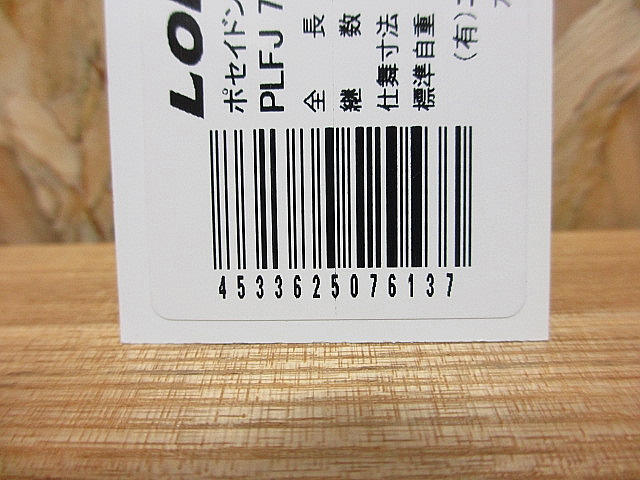 ポセイドン
PLFJ 7
全長
継数
仕舞寸法
標準自重
(有)
4533625076137